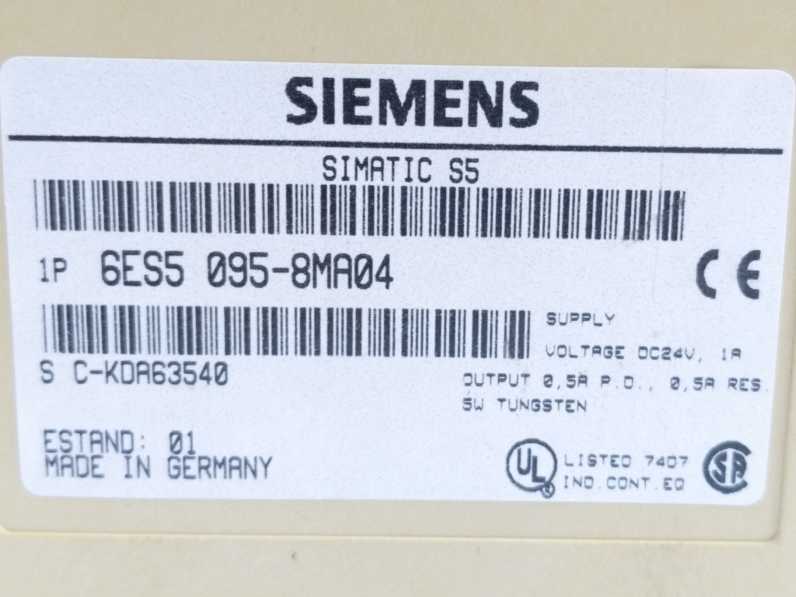 SIEMENS
SIMATIC S5
1P 6ES5 095-8MA04
CE
SUPPLY
VOLTAGE DC24V, 1A
S C-KDA63540
OUTPUT 0,5A P.D., 0,5A RES.
5W TUNGSTEN
ESTAND: 01
MADE IN GERMANY
UL
LISTED 7407
IND.CONT.EQ
SA